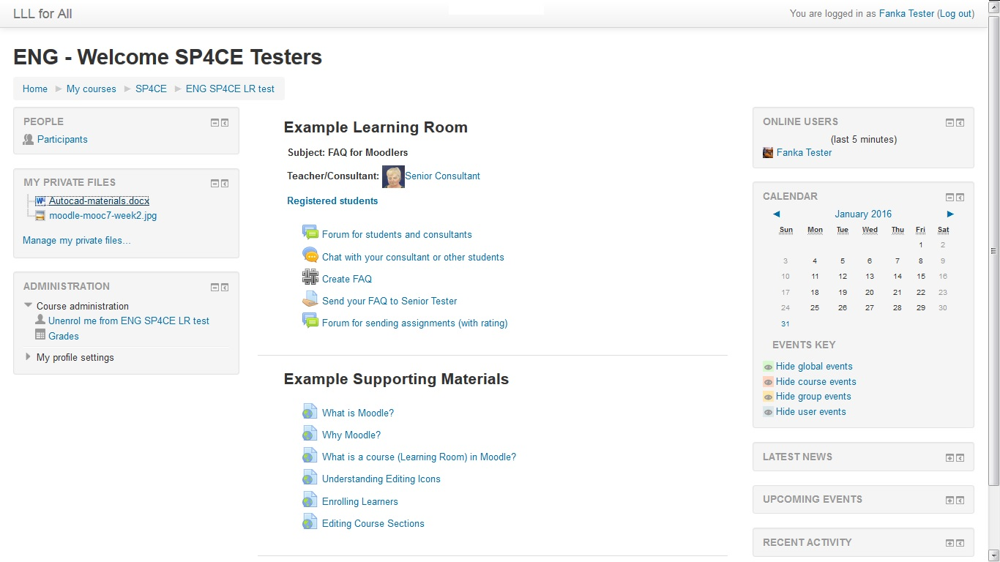 LLL for All
You are logged in as Fanka Tester (Log out)
ENG - Welcome SP4CE Testers
Home ▶ My courses ▶ SP4CE ▶ ENG SP4CE LR test
PEOPLE
Participants
MY PRIVATE FILES
Autocad-materials.docx
moodle-mooc7-week2.jpg
Manage my private files...
ADMINISTRATION
Course administration
Unenrol me from ENG SP4CE LR test
Grades
My profile settings
Example Learning Room
Subject: FAQ for Moodlers
Teacher/Consultant: Senior Consultant
Registered students
Forum for students and consultants
Chat with your consultant or other students
Create FAQ
Send your FAQ to Senior Tester
Forum for sending assignments (with rating)
Example Supporting Materials
What is Moodle?
Why Moodle?
What is a course (Learning Room) in Moodle?
Understanding Editing Icons
Enrolling Learners
Editing Course Sections
ONLINE USERS
(last 5 minutes)
Fanka Tester
CALENDAR
◀ January 2016 ▶
Sun Mon Tue Wed Thu Fri Sat
1 2
3 4 5 6 7 8 9
10 11 12 13 14 15 16
17 18 19 20 21 22 23
24 25 26 27 28 29 30
31
EVENTS KEY
Hide global events
Hide course events
Hide group events
Hide user events
LATEST NEWS
UPCOMING EVENTS
RECENT ACTIVITY